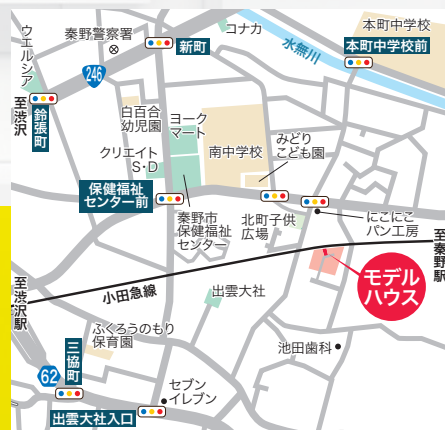 ウエルシア
秦野警察署
新町
コナカ
水無川
本町中学校
本町中学校前
246
至渋沢
鈴張町
白百合
幼児園
ヨーク
マート
クリエイト
S・D
南中学校
みどり
こども園
保健福祉
センター前
秦野市
保健福祉
センター
北町子供
広場
にこにこ
パン工房
至秦野駅
小田急線
モデル
ハウス
至渋沢駅
出雲大社
ふくろうのもり
保育園
池田歯科
三協町
62
セブン
イレブン
出雲大社入口